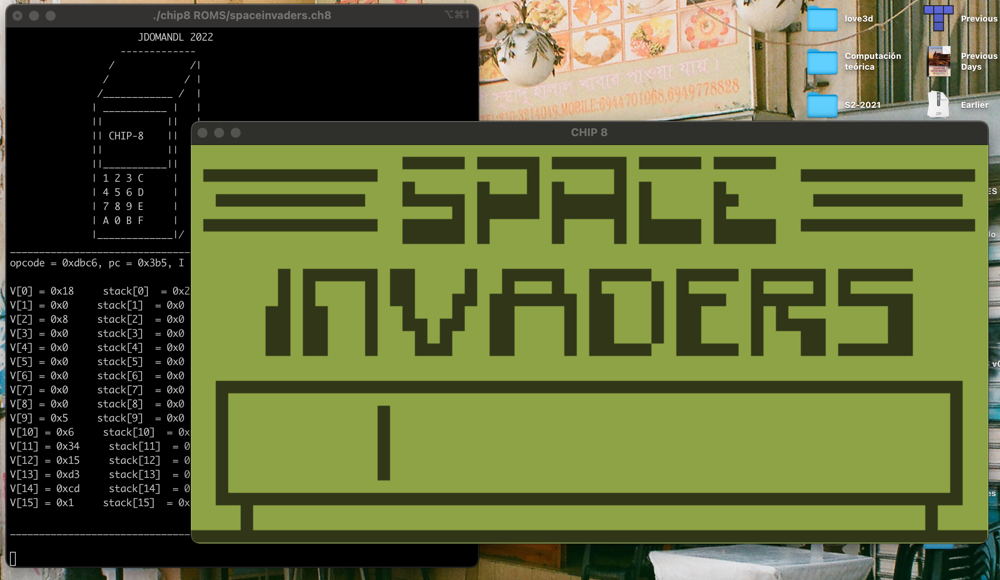 ./chip8 ROMS/spaceinvaders.ch8
⌥⌘1
JDOMANDL 2022
CHIP-8
1 2 3 C
4 5 6 D
7 8 9 E
A 0 B F
opcode = 0xdbc6, pc = 0x3b5, I
V[0] = 0x18 stack[0] = 0x2
V[1] = 0x0 stack[1] = 0x0
V[2] = 0x8 stack[2] = 0x0
V[3] = 0x0 stack[3] = 0x0
V[4] = 0x0 stack[4] = 0x0
V[5] = 0x0 stack[5] = 0x0
V[6] = 0x0 stack[6] = 0x0
V[7] = 0x0 stack[7] = 0x0
V[8] = 0x0 stack[8] = 0x0
V[9] = 0x5 stack[9] = 0x0
V[10] = 0x6 stack[10] = 0x
V[11] = 0x34 stack[11] = 0
V[12] = 0x15 stack[12] = 0
V[13] = 0xd3 stack[13] = 0
V[14] = 0xcd stack[14] = 0
V[15] = 0x1 stack[15] = 0x
CHIP 8
SPACE
INVADERS
খাবার পাওয়া যায়।
MOBILE:6944701068,6949778828
love3d
Previous
Computación
teórica
Previous
Days
S2-2021
Earlier